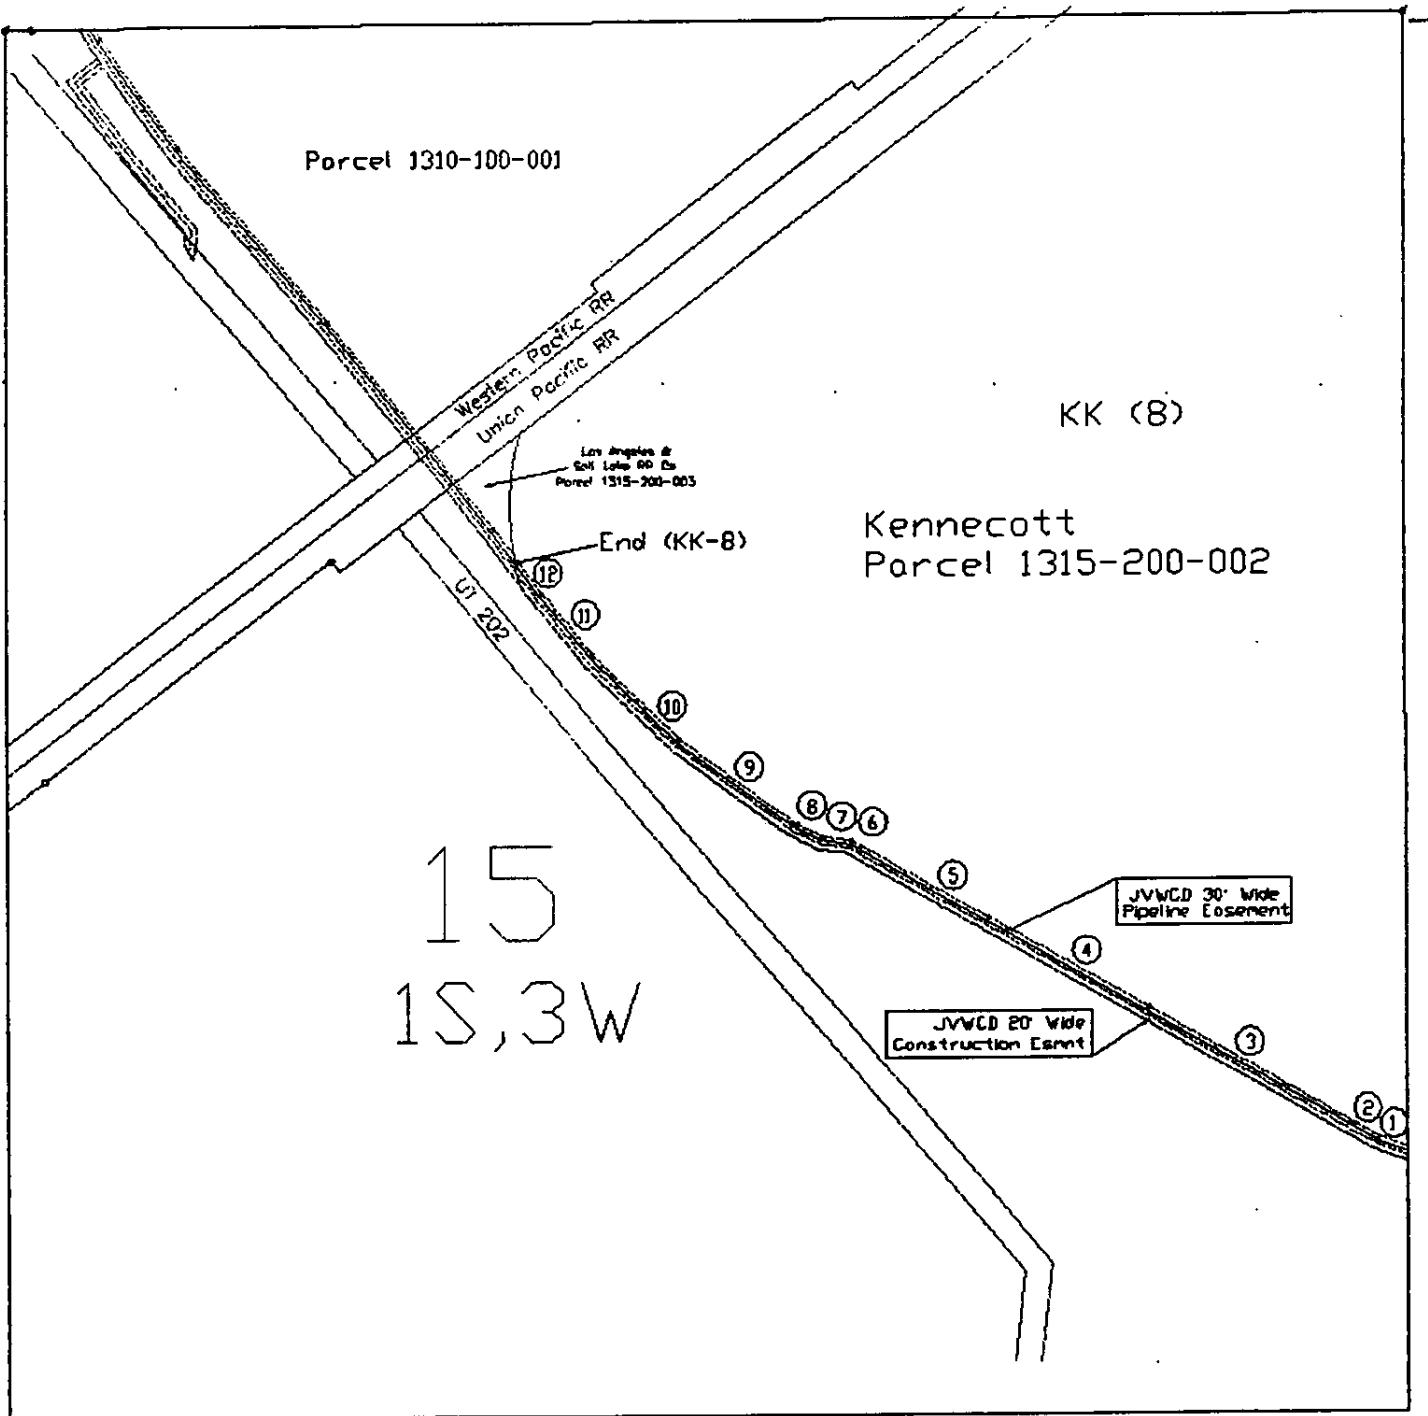 Parcel 1310-100-001
Western Pacific RR
Union Pacific RR
KK (8)
Los Angeles &
Salt Lake RR Co
Parcel 1315-200-003
Kennecott
Parcel 1315-200-002
End (KK-8)
12
UT 202
11
10
9
8 7 6
5
JVWCD 30' Wide
Pipeline Easement
15
4
1S,3W
JVWCD 20' Wide
Construction Esmnt
3
2 1